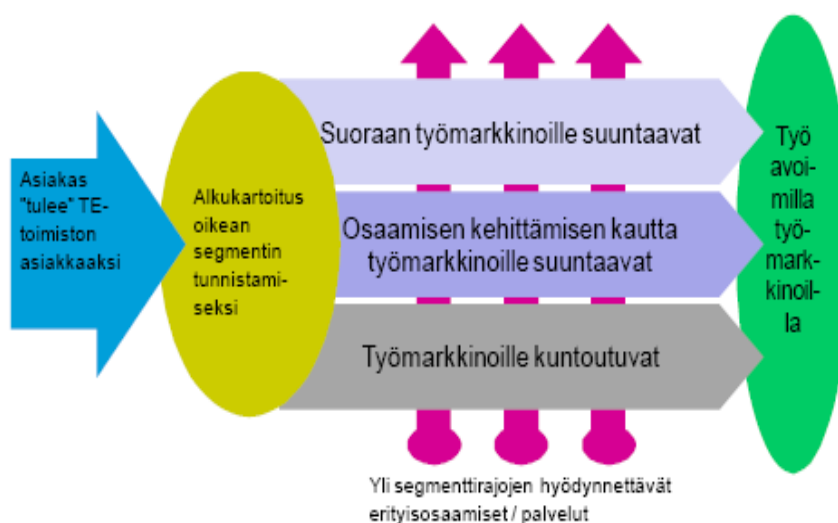 Asiakas
"tulee" TE-
toimiston
asiakkaaksi
Alkukartoitus
oikean
segmentin
tunnistami-
seksi
Suoraan työmarkkinoille suuntaavat
Osaamisen kehittämisen kautta
työmarkkinoille suuntaavat
Työmarkkinoille kuntoutuvat
Työ
avoi-
milla
työ-
mark-
kinoil-
la
Yli segmenttirajojen hyödynnettävät
erityisosaamiset / palvelut